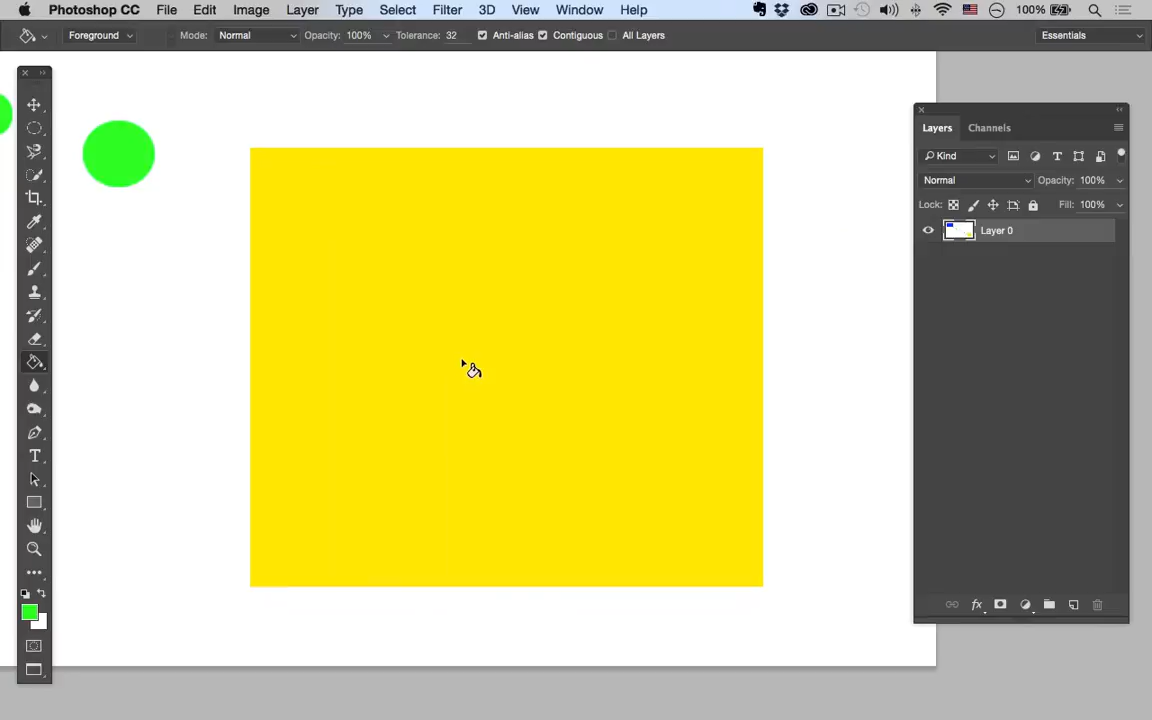 Photoshop CC File Edit Image Layer Type Select Filter 3D View Window Help 100%
Foreground Mode: Normal Opacity: 100% Tolerance: 32 Anti-alias Contiguous All Layers Essentials
Layers Channels
Kind
Normal Opacity: 100%
Lock: Fill: 100%
Layer 0
fx